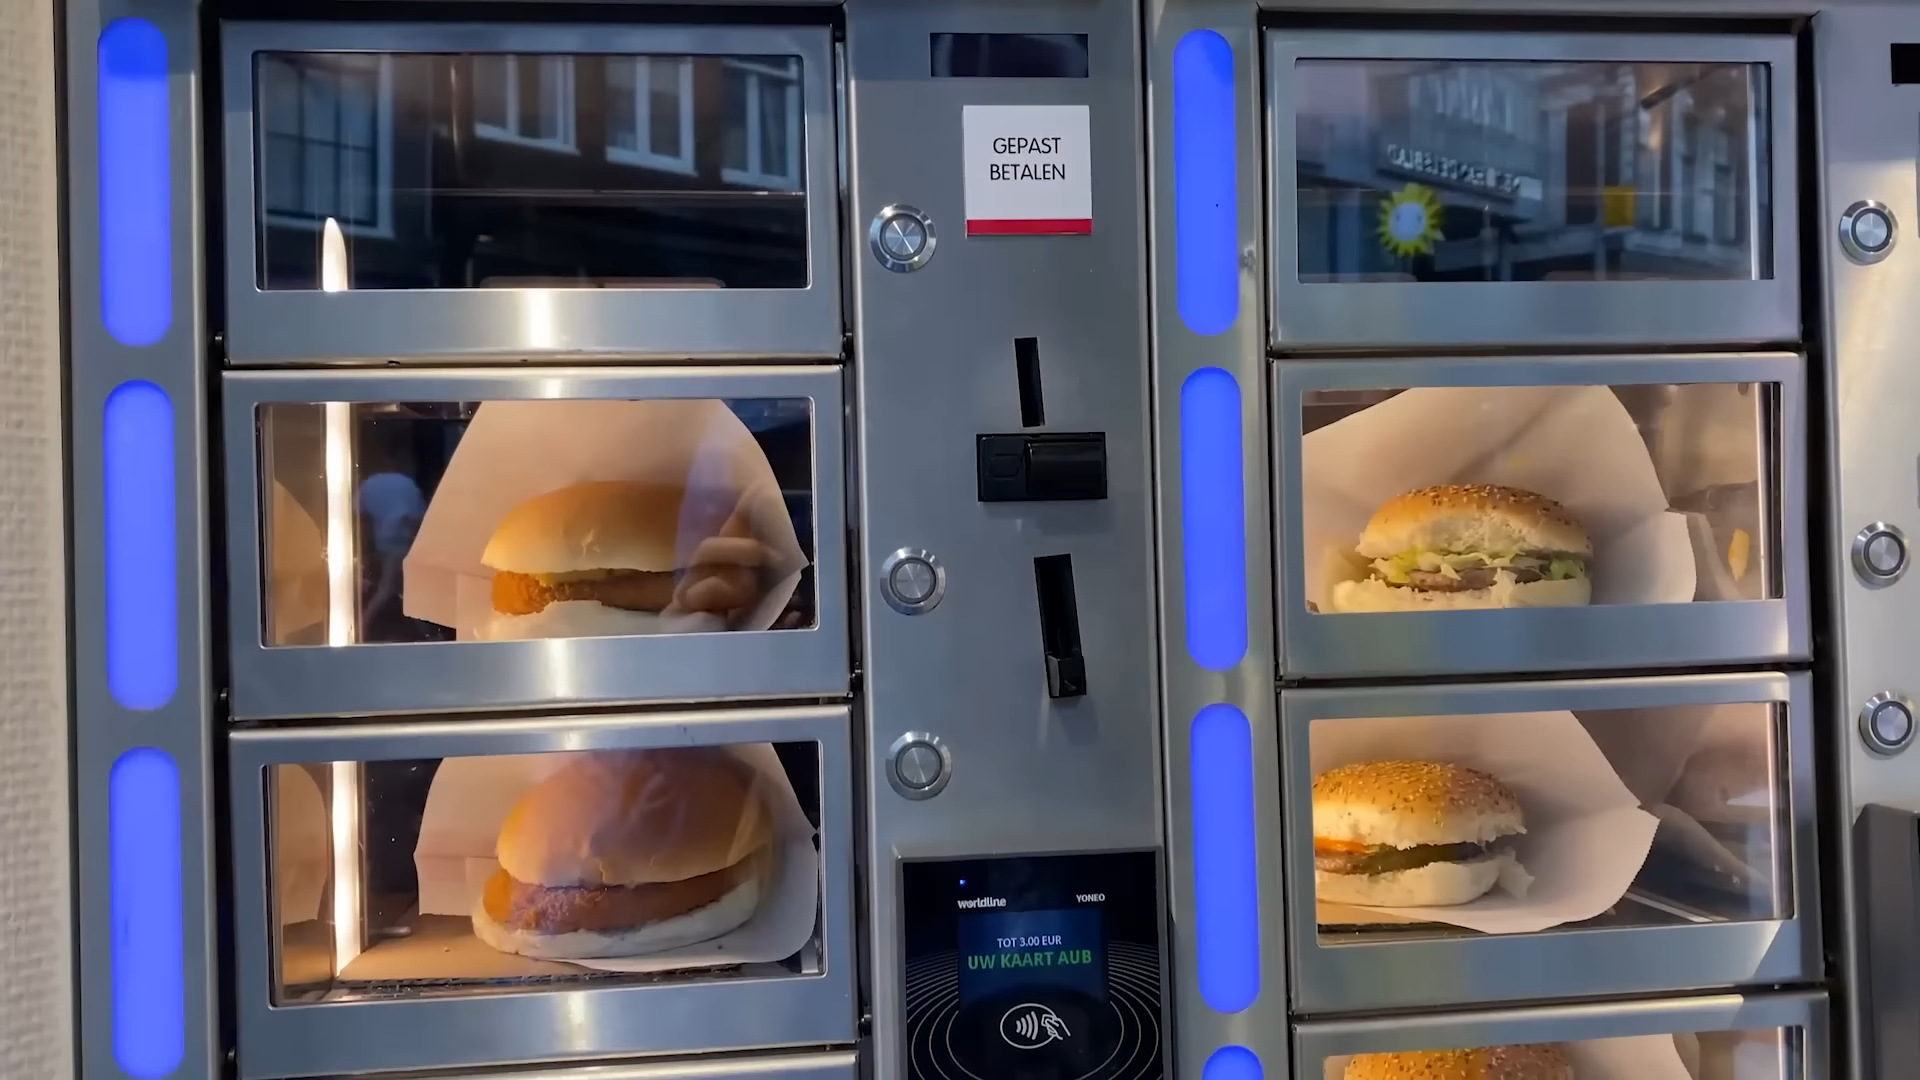 GEPAST
BETALEN
worldline YONEO
TOT 3.00 EUR
UW KAART AUB